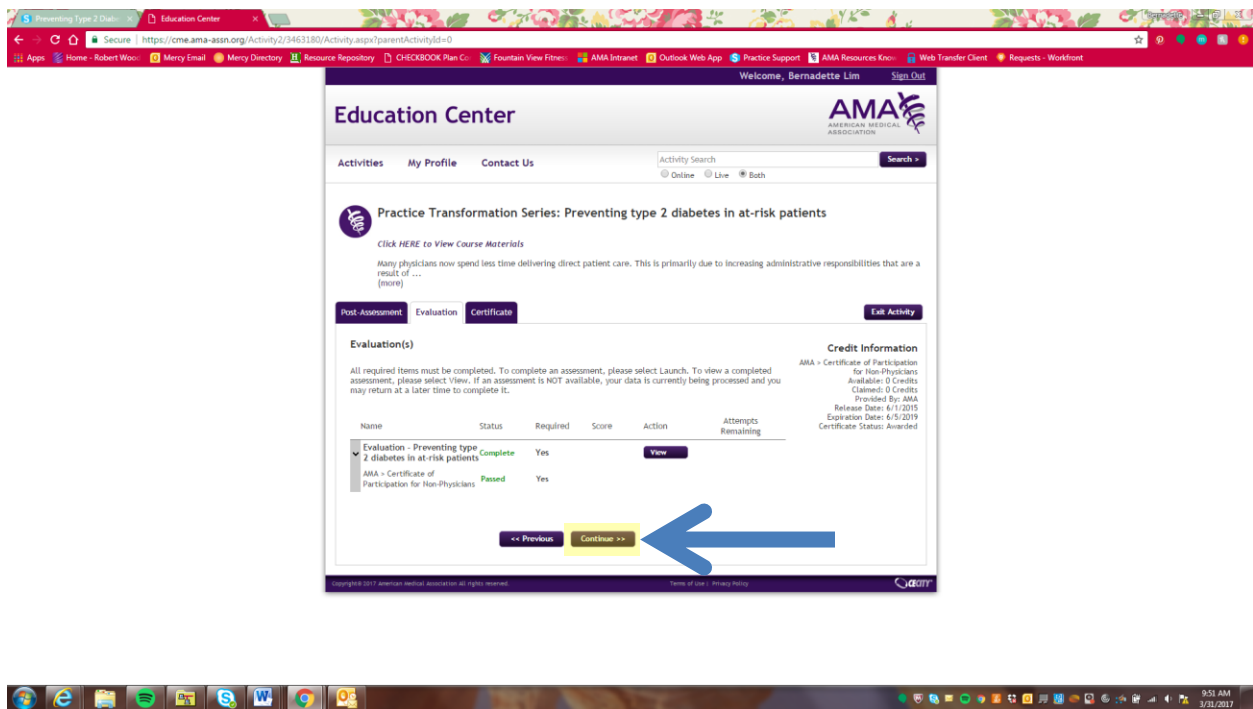 Preventing Type 2 Diab
Education Center
Secure | https://cme.ama-assn.org/Activity2/3463180/Activity.aspx?parentActivityId=0
Apps Home - Robert Woo Mercy Email Mercy Directory Resource Repository CHECKBOOK Plan Co Fountain View Fitness AMA Intranet Outlook Web App Practice Support AMA Resources Know Web Transfer Client Requests - Workfront
Welcome, Bernadette Lim Sign Out
Education Center
AMA
AMERICAN MEDICAL
ASSOCIATION
Activities My Profile Contact Us
Activity Search Search >
Online Live Both
Practice Transformation Series: Preventing type 2 diabetes in at-risk patients
Click HERE to View Course Materials
Many physicians now spend less time delivering direct patient care. This is primarily due to increasing administrative responsibilities that are a
result of ...
(more)
Post-Assessment Evaluation Certificate Exit Activity
Evaluation(s)
All required items must be completed. To complete an assessment, please select Launch. To view a completed
assessment, please select View. If an assessment is NOT available, your data is currently being processed and you
may return at a later time to complete it.
Name Status Required Score Action Attempts
Remaining
Evaluation - Preventing type
2 diabetes in at-risk patients Complete Yes View
AMA > Certificate of
Participation for Non-Physicians Passed Yes
Credit Information
AMA > Certificate of Participation
for Non-Physicians
Available: 0 Credits
Claimed: 0 Credits
Provided By: AMA
Release Date: 6/1/2015
Expiration Date: 6/5/2019
Certificate Status: Awarded
<< Previous Continue >>
Copyright© 2017 American Medical Association All rights reserved. Terms of Use | Privacy Policy
9:51 AM
3/31/2017